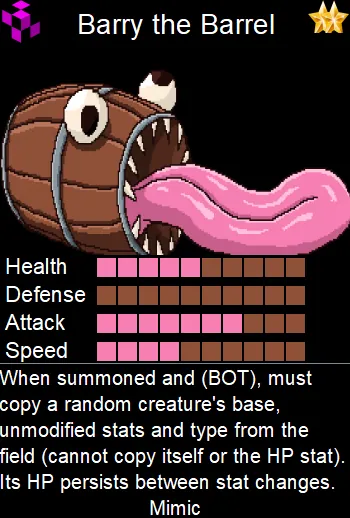 Barry the Barrel
Health
Defense
Attack
Speed
When summoned and (BOT), must
copy a random creature's base,
unmodified stats and type from the
field (cannot copy itself or the HP stat).
Its HP persists between stat changes.
Mimic